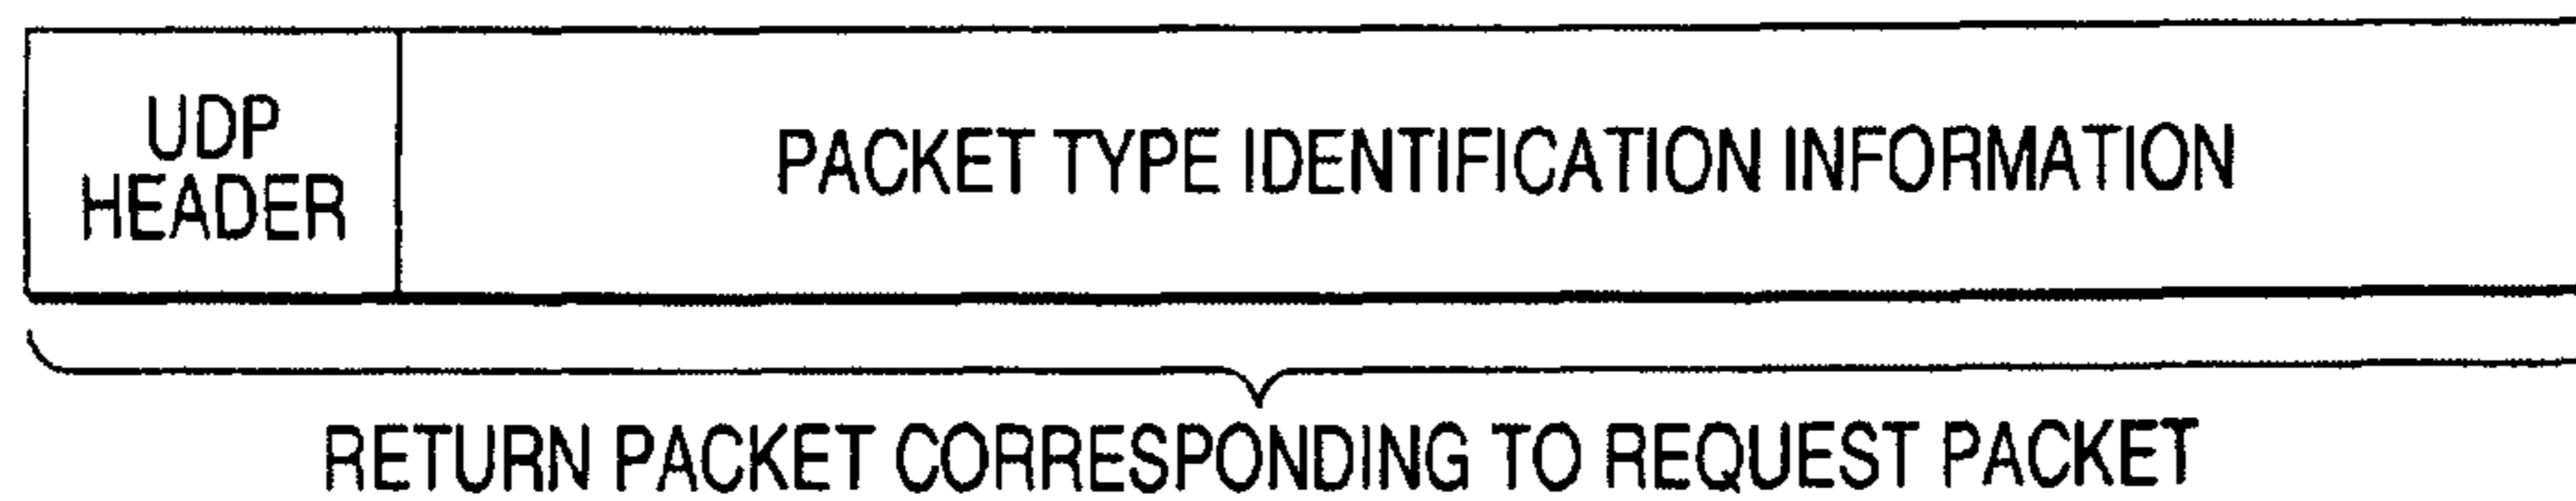 UDP
HEADER
PACKET TYPE IDENTIFICATION INFORMATION
RETURN PACKET CORRESPONDING TO REQUEST PACKET